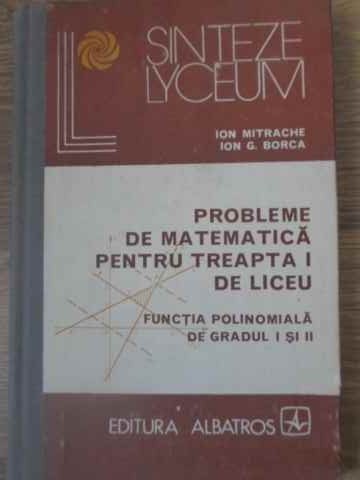 SINTEZE
LYCEUM
ION MITRACHE
ION G. BORCA
PROBLEME
DE MATEMATICĂ
PENTRU TREAPTA I
DE LICEU
FUNCȚIA POLINOMIALĂ
DE GRADUL I ȘI II
EDITURA ALBATROS